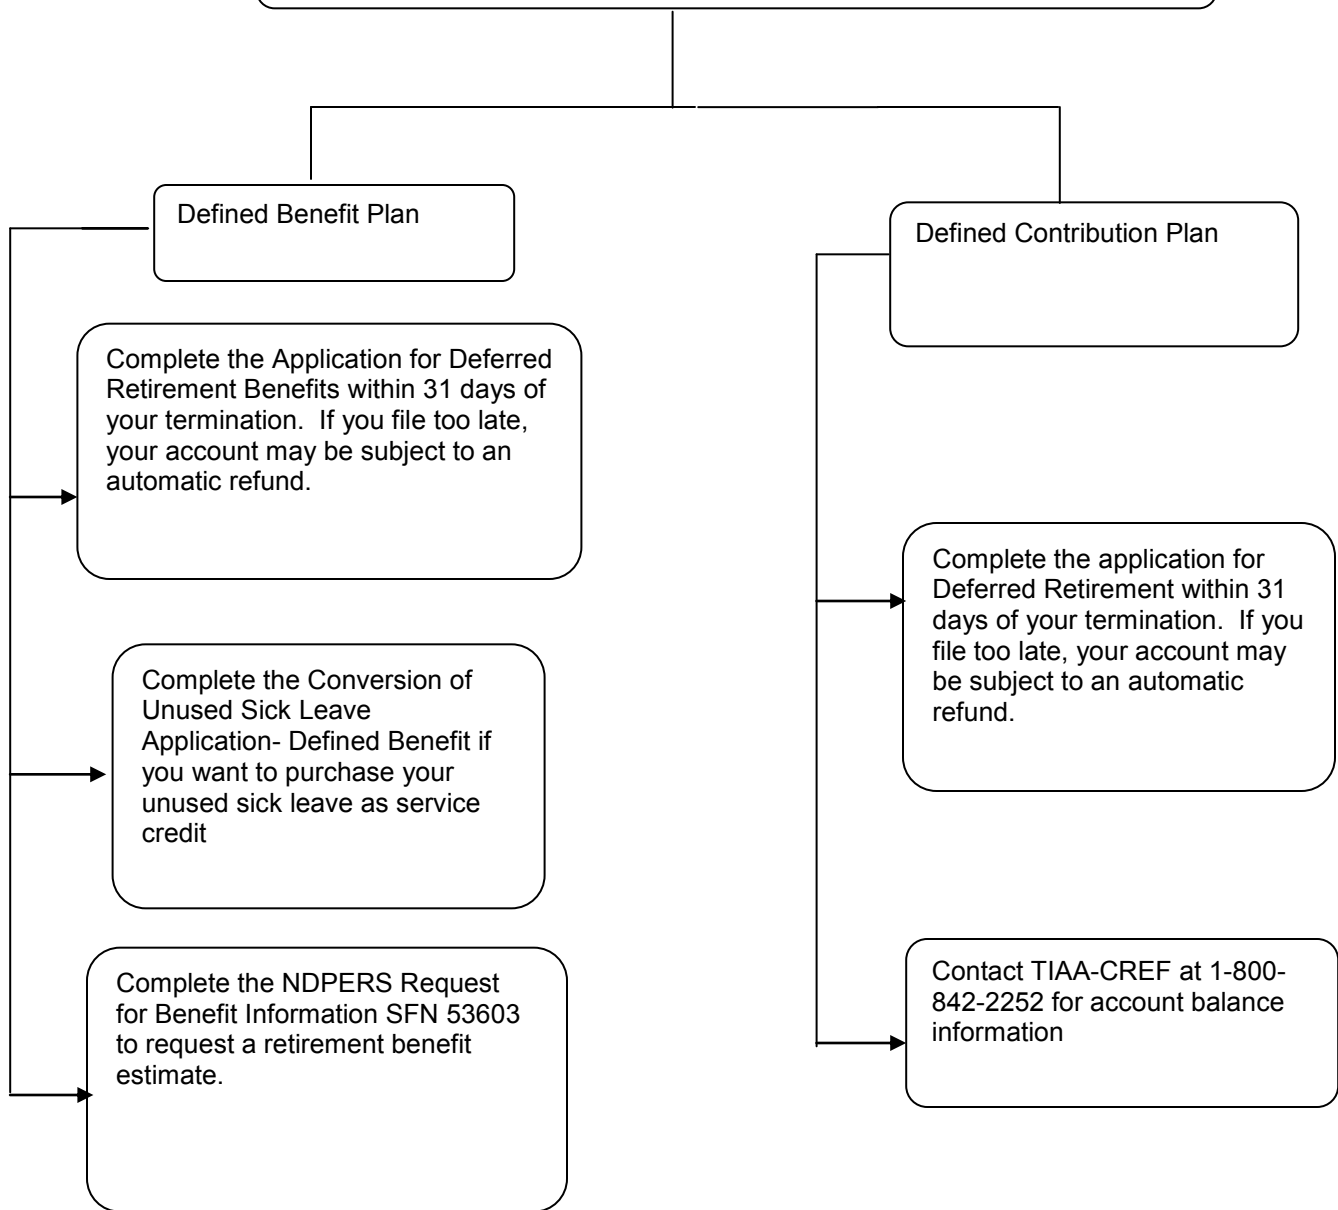 Defined Benefit Plan
Defined Contribution Plan
Complete the Application for Deferred
Retirement Benefits within 31 days of
your termination.  If you file too late,
your account may be subject to an
automatic refund.
Complete the application for
Deferred Retirement within 31
days of your termination.  If you
file too late, your account may
be subject to an automatic
refund.
Complete the Conversion of
Unused Sick Leave
Application- Defined Benefit if
you want to purchase your
unused sick leave as service
credit
Contact TIAA-CREF at 1-800-
842-2252 for account balance
information
Complete the NDPERS Request
for Benefit Information SFN 53603
to request a retirement benefit
estimate.